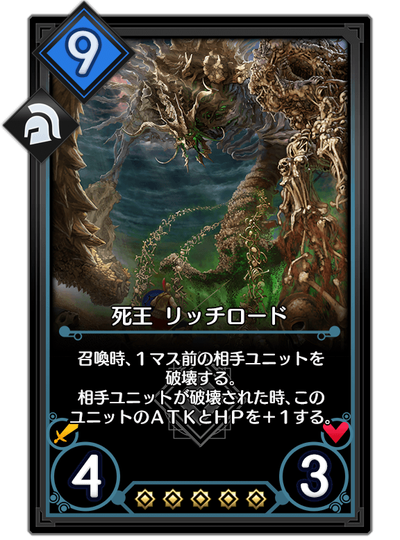 9
死王 リッチロード
召喚時、1マス前の相手ユニットを
破壊する。
相手ユニットが破壊された時、この
ユニットのATKとHPを+1する。
4
3